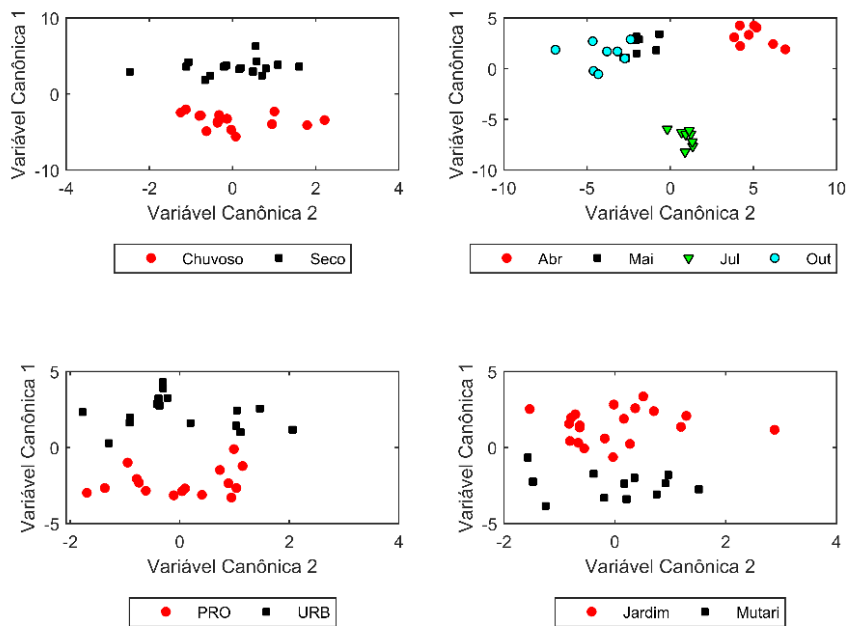 Variável Canônica 1
10
0
-10
-4 -2 0 2 4
Variável Canônica 2
Chuvoso Seco
Variável Canônica 1
5
0
-5
-10
-10 -5 0 5 10
Variável Canônica 2
Abr Mai Jul Out
Variável Canônica 1
5
0
-5
-2 0 2 4
Variável Canônica 2
PRO URB
Variável Canônica 1
5
0
-5
-2 0 2 4
Variável Canônica 2
Jardim Mutari